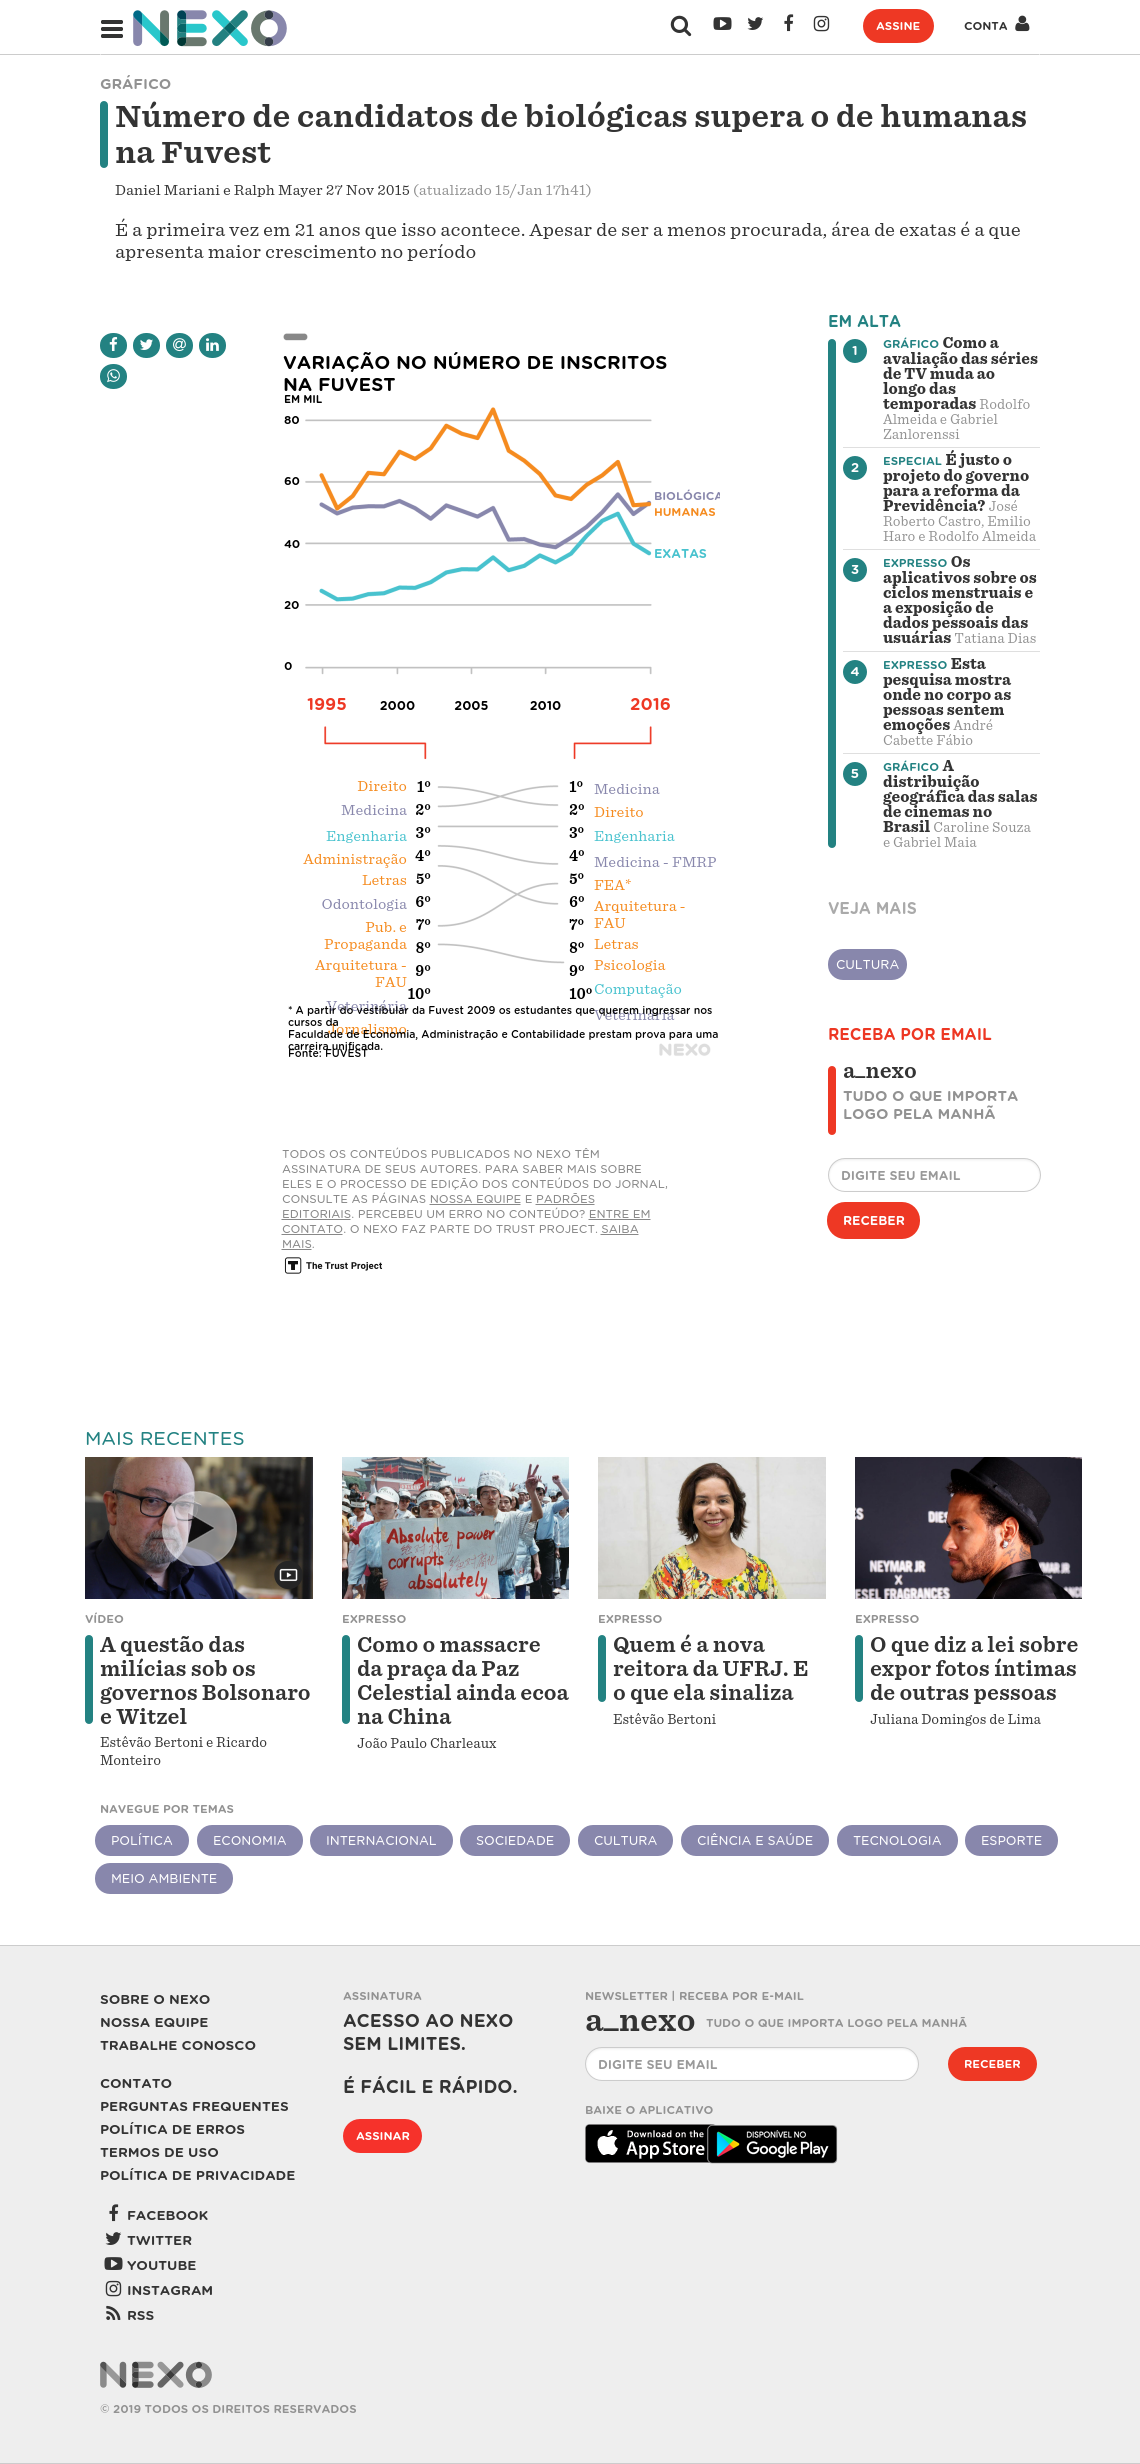 NEXO
ASSINE
CONTA
GRÁFICO
Número de candidatos de biológicas supera o de humanas
na Fuvest
Daniel Mariani e Ralph Mayer 27 Nov 2015 (atualizado 15/Jan 17h41)
É a primeira vez em 21 anos que isso acontece. Apesar de ser a menos procurada, área de exatas é a que
apresenta maior crescimento no período
VARIAÇÃO NO NÚMERO DE INSCRITOS
NA FUVEST
EM MIL
80
60
40
20
0
BIOLÓGICA
HUMANAS
EXATAS
1995 2000 2005 2010 2016
Direito 1º 1º Medicina
Medicina 2º 2º Direito
Engenharia 3º 3º Engenharia
Administração 4º 4º Medicina - FMRP
Letras 5º 5º FEA*
Odontologia 6º 6º Arquitetura -
FAU
Pub. e 7º 7º
Propaganda 8º 8º Letras
Arquitetura - 9º 9º Psicologia
FAU
10º 10º Computação
Veterinária Veterinária
Jornalismo
* A partir do vestibular da Fuvest 2009 os estudantes que querem ingressar nos
cursos da
Faculdade de Economia, Administração e Contabilidade prestam prova para uma
carreira unificada.
Fonte: FUVEST
NEXO
EM ALTA
1 GRÁFICO Como a
avaliação das séries
de TV muda ao
longo das
temporadas Rodolfo
Almeida e Gabriel
Zanlorenssi
2 ESPECIAL É justo o
projeto do governo
para a reforma da
Previdência? José
Roberto Castro, Emilio
Haro e Rodolfo Almeida
3 EXPRESSO Os
aplicativos sobre os
ciclos menstruais e
a exposição de
dados pessoais das
usuárias Tatiana Dias
4 EXPRESSO Esta
pesquisa mostra
onde no corpo as
pessoas sentem
emoções André
Cabette Fábio
5 GRÁFICO A
distribuição
geográfica das salas
de cinemas no
Brasil Caroline Souza
e Gabriel Maia
VEJA MAIS
CULTURA
RECEBA POR EMAIL
a_nexo
TUDO O QUE IMPORTA
LOGO PELA MANHÃ
DIGITE SEU EMAIL
RECEBER
TODOS OS CONTEÚDOS PUBLICADOS NO NEXO TÊM
ASSINATURA DE SEUS AUTORES. PARA SABER MAIS SOBRE
ELES E O PROCESSO DE EDIÇÃO DOS CONTEÚDOS DO JORNAL,
CONSULTE AS PÁGINAS NOSSA EQUIPE E PADRÕES
EDITORIAIS. PERCEBEU UM ERRO NO CONTEÚDO? ENTRE EM
CONTATO. O NEXO FAZ PARTE DO TRUST PROJECT. SAIBA
MAIS.
T The Trust Project
MAIS RECENTES
Absolute power
corrupts
absolutely
DIES
NEYMAR JR
X
DIESEL FRAGRANCES
VÍDEO
A questão das
milícias sob os
governos Bolsonaro
e Witzel
Estêvão Bertoni e Ricardo
Monteiro
EXPRESSO
Como o massacre
da praça da Paz
Celestial ainda ecoa
na China
João Paulo Charleaux
EXPRESSO
Quem é a nova
reitora da UFRJ. E
o que ela sinaliza
Estêvão Bertoni
EXPRESSO
O que diz a lei sobre
expor fotos íntimas
de outras pessoas
Juliana Domingos de Lima
NAVEGUE POR TEMAS
POLÍTICA ECONOMIA INTERNACIONAL SOCIEDADE CULTURA CIÊNCIA E SAÚDE TECNOLOGIA ESPORTE
MEIO AMBIENTE
SOBRE O NEXO
NOSSA EQUIPE
TRABALHE CONOSCO
CONTATO
PERGUNTAS FREQUENTES
POLÍTICA DE ERROS
TERMOS DE USO
POLÍTICA DE PRIVACIDADE
FACEBOOK
TWITTER
YOUTUBE
INSTAGRAM
RSS
ASSINATURA
ACESSO AO NEXO
SEM LIMITES.
É FÁCIL E RÁPIDO.
ASSINAR
NEWSLETTER | RECEBA POR E-MAIL
a_nexo TUDO O QUE IMPORTA LOGO PELA MANHÃ
DIGITE SEU EMAIL
RECEBER
BAIXE O APLICATIVO
Download on the
App Store
DISPONÍVEL NO
Google Play
NEXO
© 2019 TODOS OS DIREITOS RESERVADOS